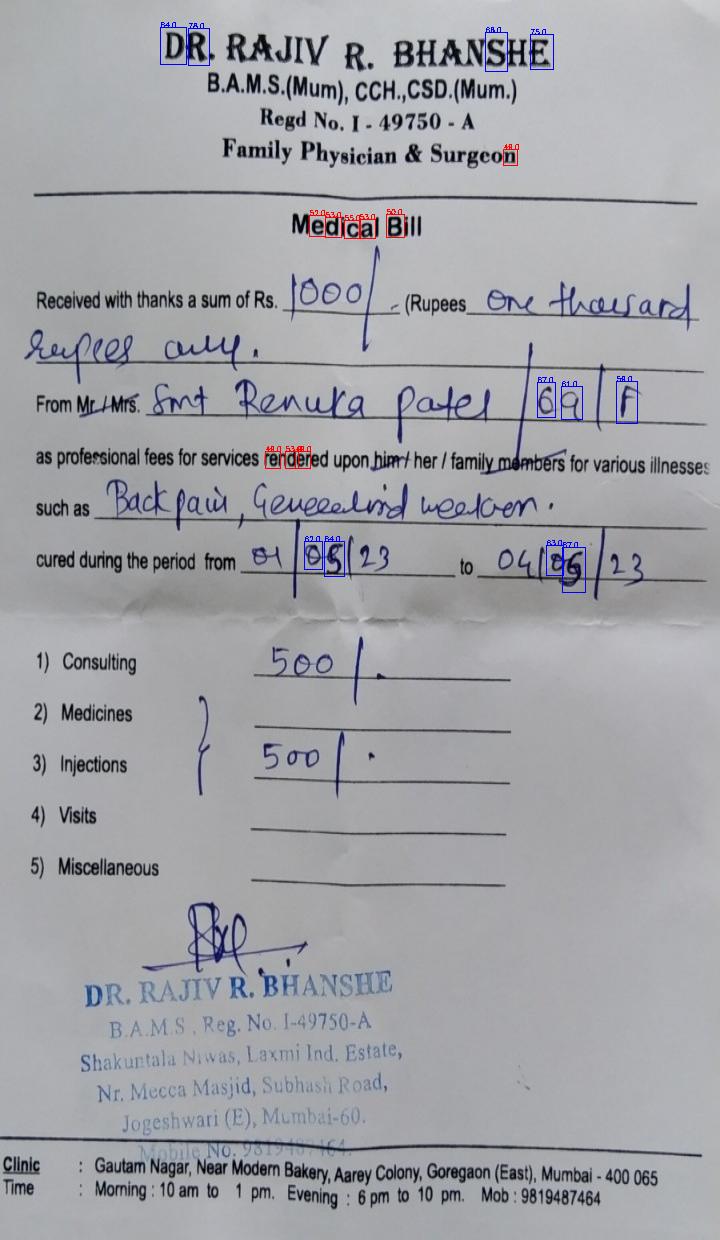 DR. RAJIV R. BHANSHE
B.A.M.S.(Mum), CCH.,CSD.(Mum.)
Regd No. I - 49750 - A
Family Physician & Surgeon
Medical Bill
Received with thanks a sum of Rs. 1000/- (Rupees One thousand
rupees only.
From Mr./Mrs. Smt Renuka Patel / 69 / F
as professional fees for services rendered upon him / her / family members for various illnesses
such as Back pain, weakness.
cured during the period from 01/05/23 to 04/05/23
1) Consulting 500/.
2) Medicines
3) Injections 500/.
4) Visits
5) Miscellaneous
DR. RAJIV R. BHANSHE
B.A.M.S., Reg. No. I-49750-A
Shakuntala Niwas, Laxmi Ind. Estate,
Nr. Mecca Masjid, Subhash Road,
Jogeshwari (E), Mumbai-60.
Mobile No. 9819487464.
Clinic : Gautam Nagar, Near Modern Bakery, Aarey Colony, Goregaon (East), Mumbai - 400 065
Time : Morning : 10 am to 1 pm. Evening : 6 pm to 10 pm. Mob : 9819487464